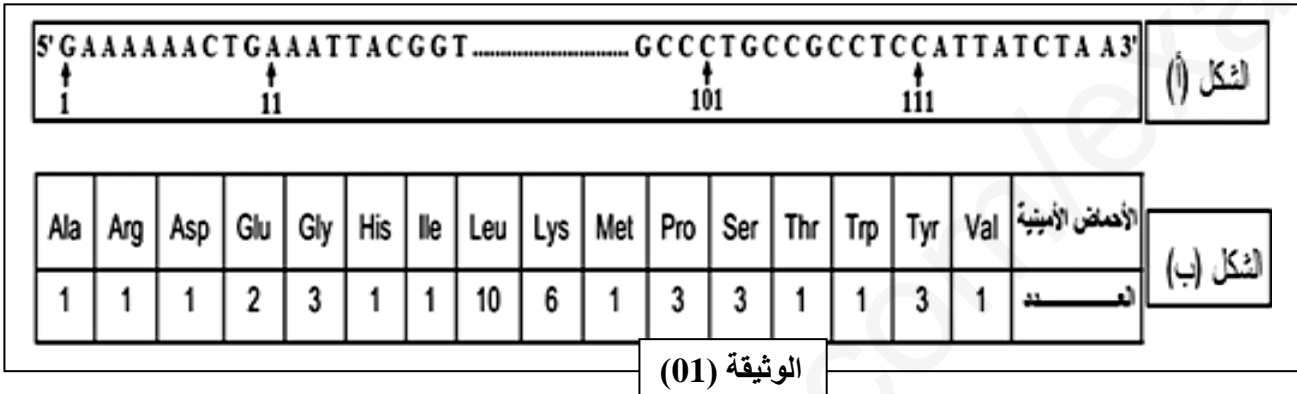 5' G A A A A A A C T G A A A T T A C G G T ............................... G C C C T G C C G C C T C C A T T A T C T A A 3'
1 11 101 111
الشكل (أ)
Ala Arg Asp Glu Gly His Ile Leu Lys Met Pro Ser Thr Trp Tyr Val الأحماض الأمينية
1 1 1 2 3 1 1 10 6 1 3 3 1 1 3 1 العـــــدد
الشكل (ب)
الوثيقة (01)